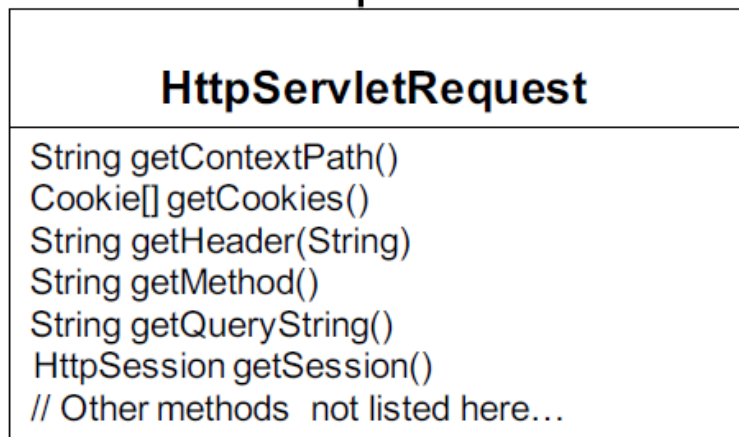 HttpServletRequest
String getContextPath()
Cookie[] getCookies()
String getHeader(String)
String getMethod()
String getQueryString()
HttpSession getSession()
// Other methods not listed here…